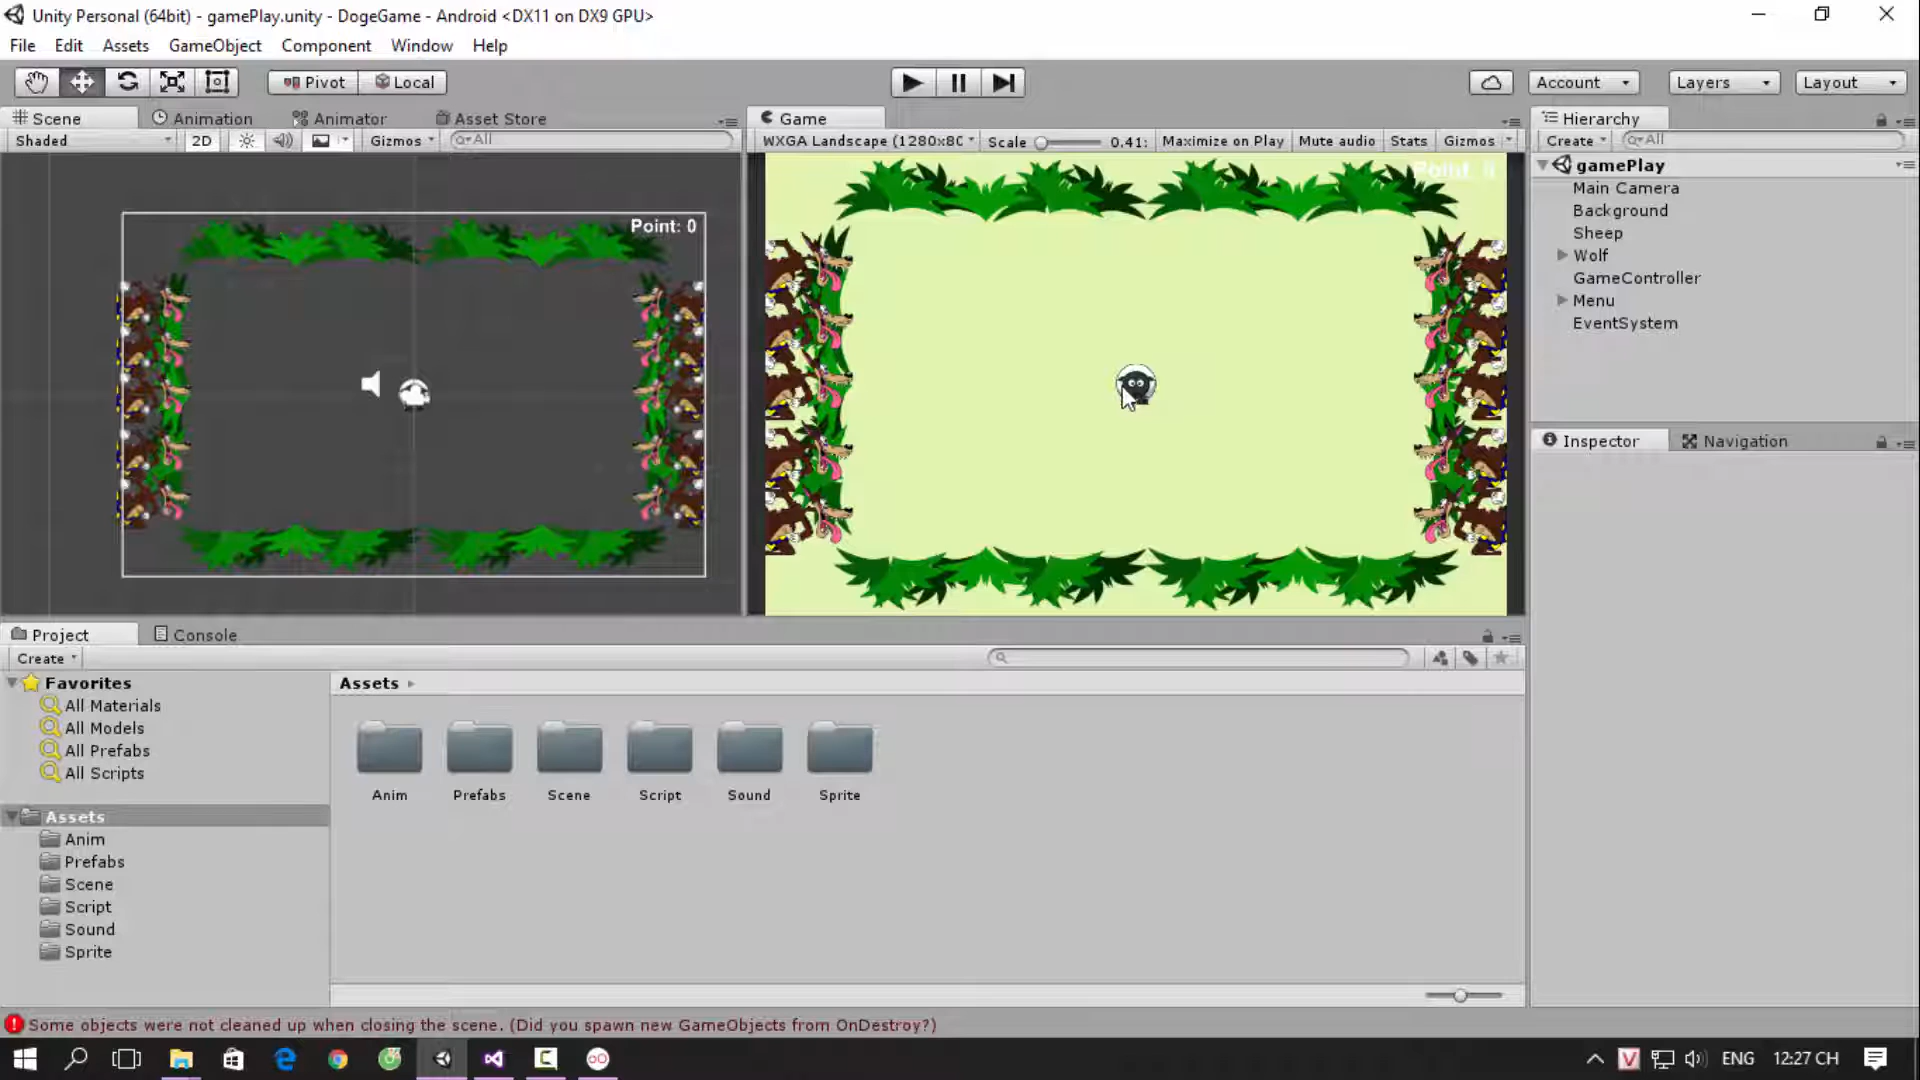 Unity Personal (64bit) - gamePlay.unity - DogeGame - Android <DX11 on DX9 GPU>
File Edit Assets GameObject Component Window Help
Pivot Local Account Layers Layout
Scene Animation Animator Asset Store Game Hierarchy
Shaded 2D Gizmos All WXGA Landscape (1280x80 Scale 0.41: Maximize on Play Mute audio Stats Gizmos Create All
gamePlay
Main Camera
Background
Sheep
Wolf
GameController
Menu
EventSystem
Point: 0
Point: 0
Inspector Navigation
Project Console
Create
Favorites
All Materials
All Models
All Prefabs
All Scripts
Assets
Anim
Prefabs
Scene
Script
Sound
Sprite
Assets
Anim Prefabs Scene Script Sound Sprite
Some objects were not cleaned up when closing the scene. (Did you spawn new GameObjects from OnDestroy?)
ENG 12:27 CH